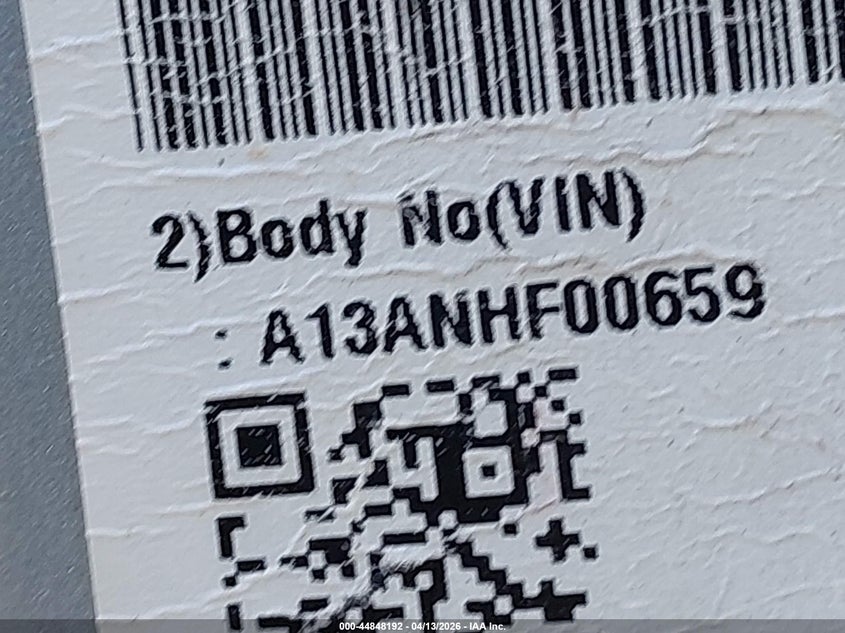 2)Body No(VIN)
: A13ANHF00659
000-44848192 - 04/13/2026 - IAA Inc.